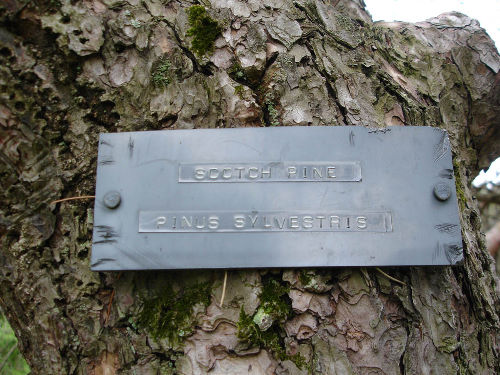 SCOTCH PINE
PINUS SYLVESTRIS